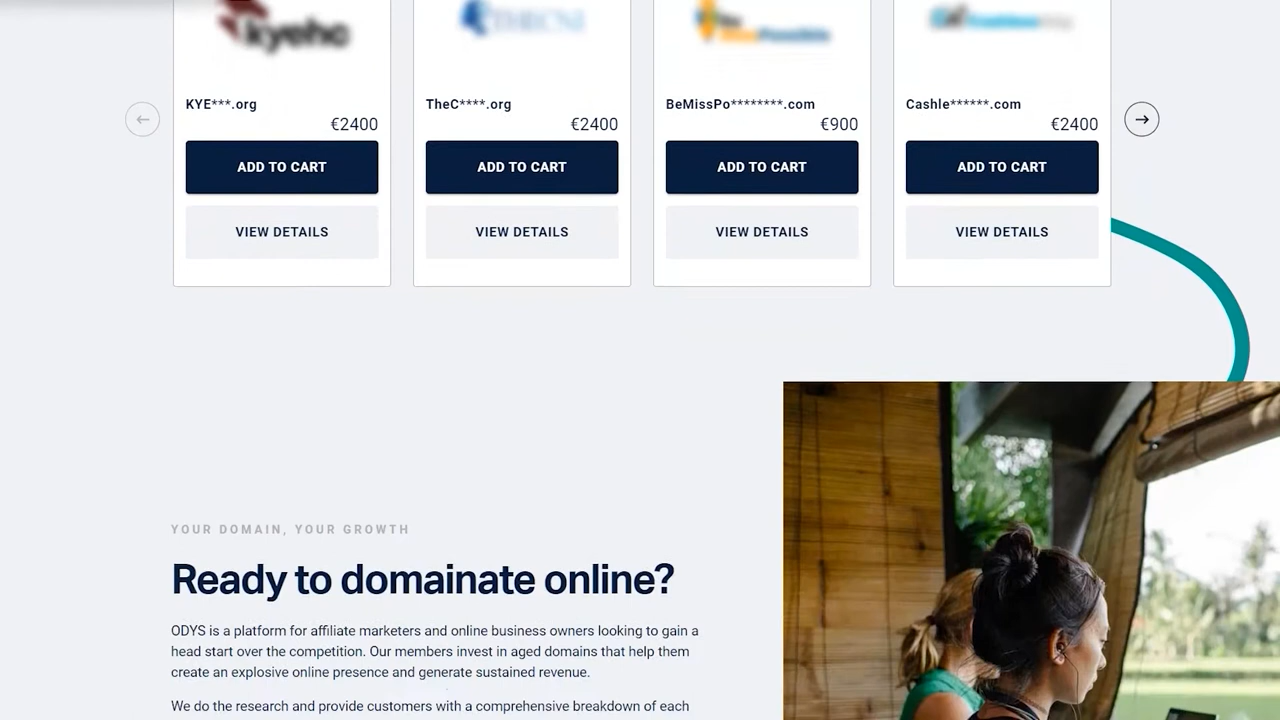 kyehc
THECNI
Possible
KYE***.org
€2400
ADD TO CART
VIEW DETAILS
TheC****.org
€2400
ADD TO CART
VIEW DETAILS
BeMissPo********.com
€900
ADD TO CART
VIEW DETAILS
Cashle******.com
€2400
ADD TO CART
VIEW DETAILS
YOUR DOMAIN, YOUR GROWTH
Ready to domainate online?
ODYS is a platform for affiliate marketers and online business owners looking to gain a
head start over the competition. Our members invest in aged domains that help them
create an explosive online presence and generate sustained revenue.
We do the research and provide customers with a comprehensive breakdown of each